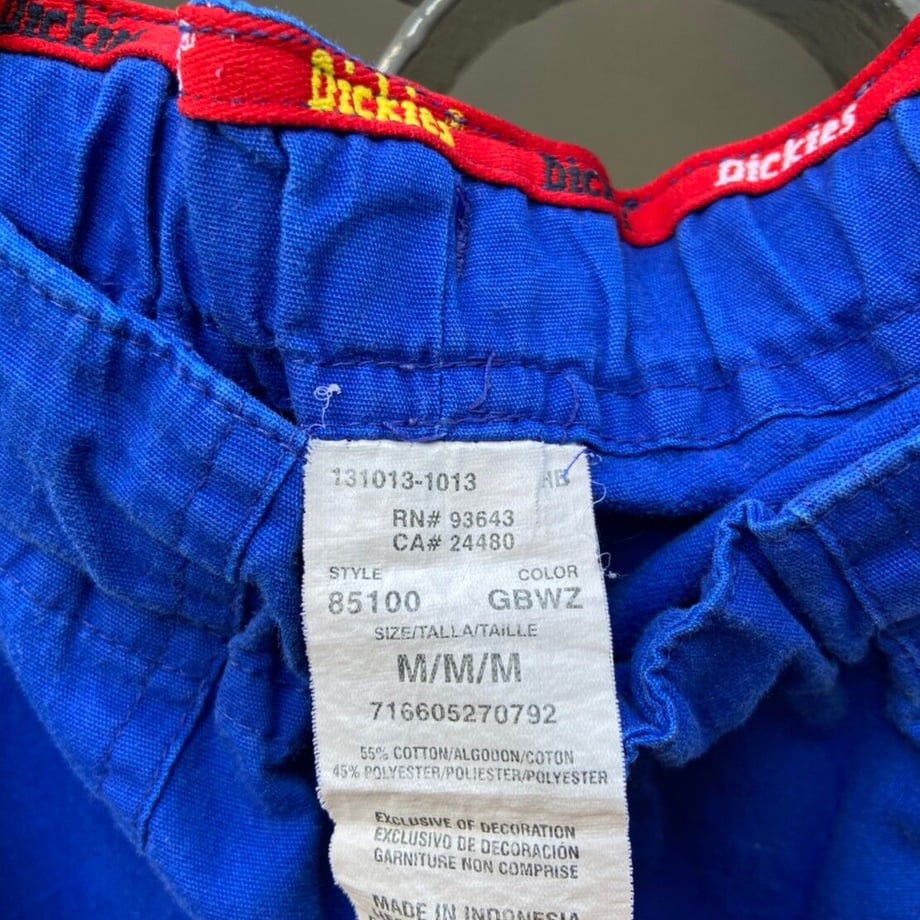 Dickies
Dickies
Dickies
131013-1013
RN# 93643
CA# 24480
STYLE COLOR
85100 GBWZ
SIZE/TALLA/TAILLE
M/M/M
716605270792
55% COTTON/ALGODON/COTON
45% POLYESTER/POLIESTER/POLYESTER
EXCLUSIVE OF DECORATION
EXCLUSIVO DE DECORACIÓN
GARNITURE NON COMPRISE
MADE IN INDONESIA